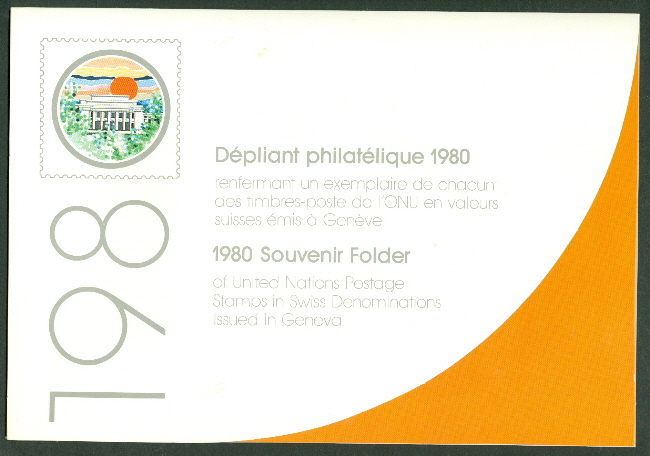 1980
Dépliant philatélique 1980
renfermant un exemplaire de chacun
des timbres-poste de l'ONU en valeurs
suisses émis à Genève
1980 Souvenir Folder
of United Nations Postage
Stamps in Swiss Denominations
issued in Geneva